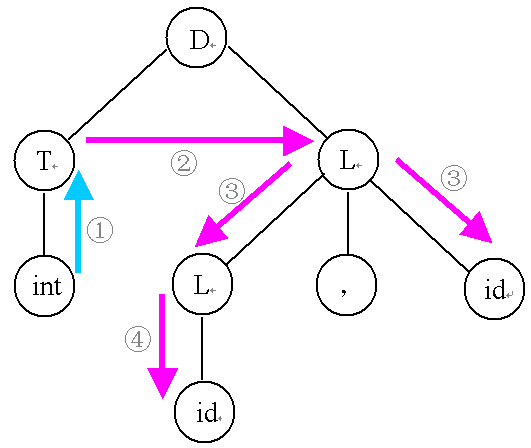 D
T ② L
③ ③
①
int L , id
④
id